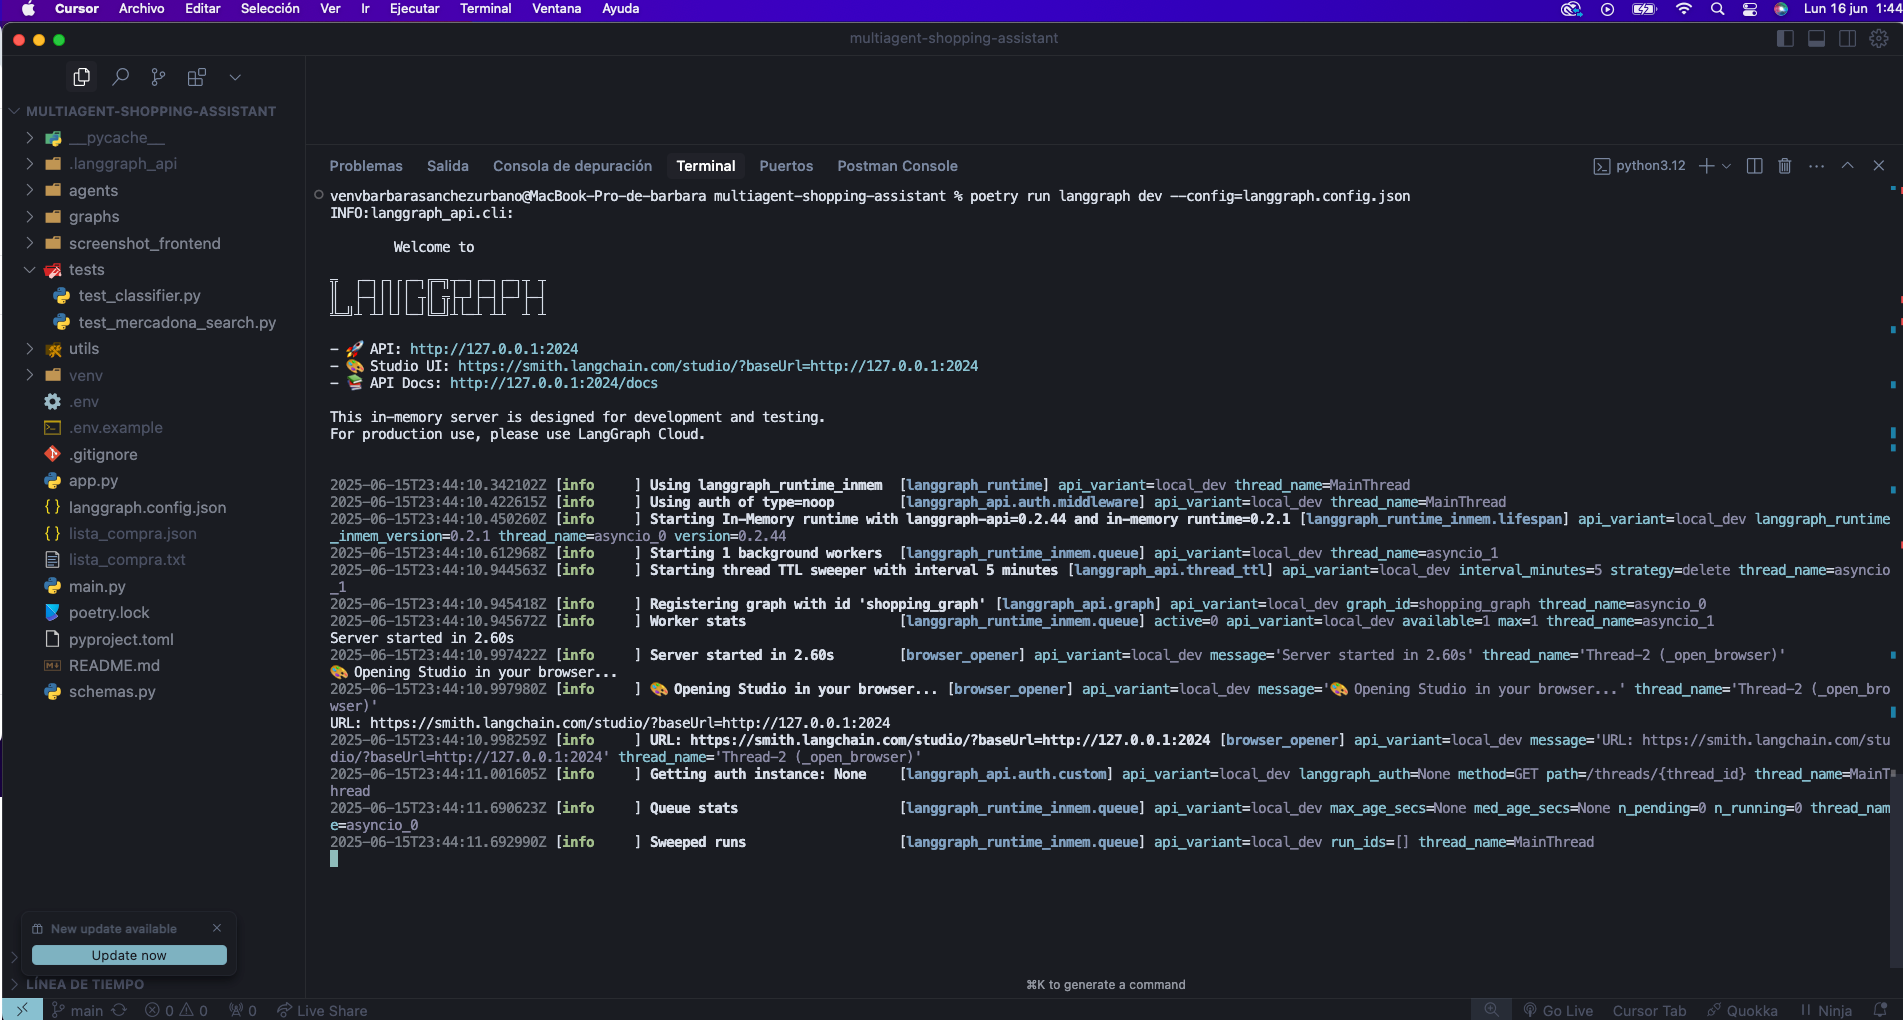 Cursor Archivo Editar Selección Ver Ir Ejecutar Terminal Ventana Ayuda Lun 16 jun 1:44
multiagent-shopping-assistant
MULTIAGENT-SHOPPING-ASSISTANT
__pycache__
.langgraph_api
agents
graphs
screenshot_frontend
tests
test_classifier.py
test_mercadona_search.py
utils
venv
.env
.env.example
.gitignore
app.py
langgraph.config.json
lista_compra.json
lista_compra.txt
main.py
poetry.lock
pyproject.toml
README.md
schemas.py
New update available
Update now
LÍNEA DE TIEMPO
Problemas Salida Consola de depuración Terminal Puertos Postman Console python3.12
venvbarbarasanchezurbano@MacBook-Pro-de-barbara multiagent-shopping-assistant % poetry run langgraph dev --config=langgraph.config.json
INFO:langgraph_api.cli:
Welcome to
LangGraph
- 🚀 API: http://127.0.0.1:2024
- 🎨 Studio UI: https://smith.langchain.com/studio/?baseUrl=http://127.0.0.1:2024
- 📚 API Docs: http://127.0.0.1:2024/docs
This in-memory server is designed for development and testing.
For production use, please use LangGraph Cloud.
2025-06-15T23:44:10.342102Z [info     ] Using langgraph_runtime_inmem  [langgraph_runtime] api_variant=local_dev thread_name=MainThread
2025-06-15T23:44:10.422615Z [info     ] Using auth of type=noop        [langgraph_api.auth.middleware] api_variant=local_dev thread_name=MainThread
2025-06-15T23:44:10.450260Z [info     ] Starting In-Memory runtime with langgraph-api=0.2.44 and in-memory runtime=0.2.1 [langgraph_runtime_inmem.lifespan] api_variant=local_dev langgraph_runtime
_inmem_version=0.2.1 thread_name=asyncio_0 version=0.2.44
2025-06-15T23:44:10.612968Z [info     ] Starting 1 background workers  [langgraph_runtime_inmem.queue] api_variant=local_dev thread_name=asyncio_1
2025-06-15T23:44:10.944563Z [info     ] Starting thread TTL sweeper with interval 5 minutes [langgraph_api.thread_ttl] api_variant=local_dev interval_minutes=5 strategy=delete thread_name=asyncio
_1
2025-06-15T23:44:10.945418Z [info     ] Registering graph with id 'shopping_graph' [langgraph_api.graph] api_variant=local_dev graph_id=shopping_graph thread_name=asyncio_0
2025-06-15T23:44:10.945672Z [info     ] Worker stats                   [langgraph_runtime_inmem.queue] active=0 api_variant=local_dev available=1 max=1 thread_name=asyncio_1
Server started in 2.60s
2025-06-15T23:44:10.997422Z [info     ] Server started in 2.60s        [browser_opener] api_variant=local_dev message='Server started in 2.60s' thread_name='Thread-2 (_open_browser)'
🎨 Opening Studio in your browser...
2025-06-15T23:44:10.997980Z [info     ] 🎨 Opening Studio in your browser... [browser_opener] api_variant=local_dev message='🎨 Opening Studio in your browser...' thread_name='Thread-2 (_open_bro
wser)'
URL: https://smith.langchain.com/studio/?baseUrl=http://127.0.0.1:2024
2025-06-15T23:44:10.998259Z [info     ] URL: https://smith.langchain.com/studio/?baseUrl=http://127.0.0.1:2024 [browser_opener] api_variant=local_dev message='URL: https://smith.langchain.com/stu
dio/?baseUrl=http://127.0.0.1:2024' thread_name='Thread-2 (_open_browser)'
2025-06-15T23:44:11.001605Z [info     ] Getting auth instance: None    [langgraph_api.auth.custom] api_variant=local_dev langgraph_auth=None method=GET path=/threads/{thread_id} thread_name=MainT
hread
2025-06-15T23:44:11.690623Z [info     ] Queue stats                    [langgraph_runtime_inmem.queue] api_variant=local_dev max_age_secs=None med_age_secs=None n_pending=0 n_running=0 thread_nam
e=asyncio_0
2025-06-15T23:44:11.692990Z [info     ] Sweeped runs                   [langgraph_runtime_inmem.queue] api_variant=local_dev run_ids=[] thread_name=MainThread
⌘K to generate a command
main 0 0 0 Live Share Go Live Cursor Tab Quokka Ninja